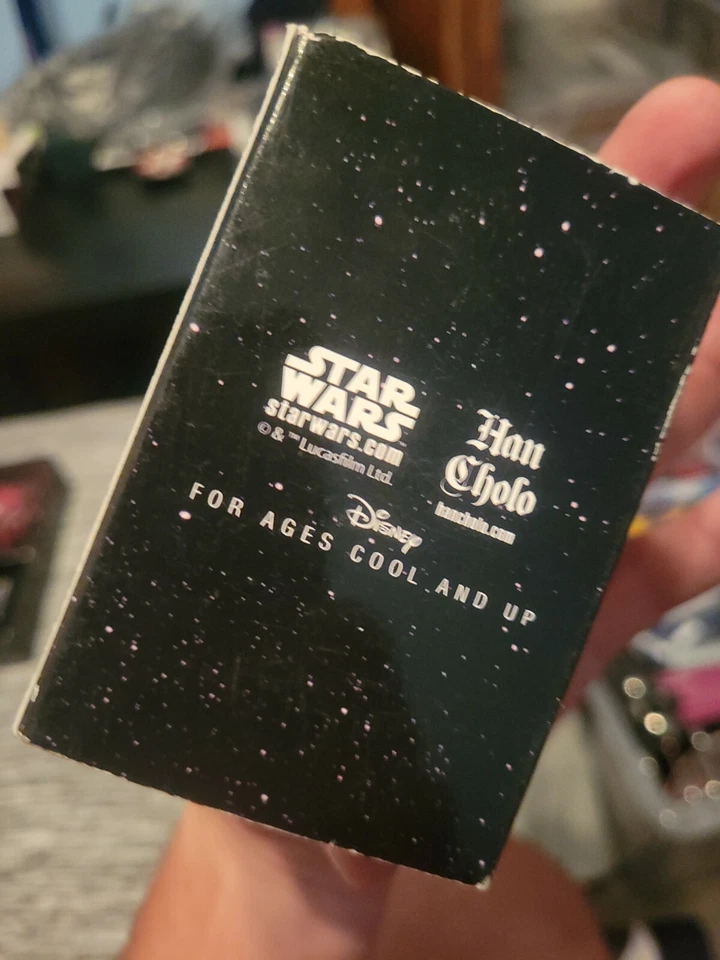 STAR
WARS
starwars.com
© & ™ Lucasfilm Ltd.
Han
Cholo
hancholo.com
Disney
FOR AGES COOL AND UP